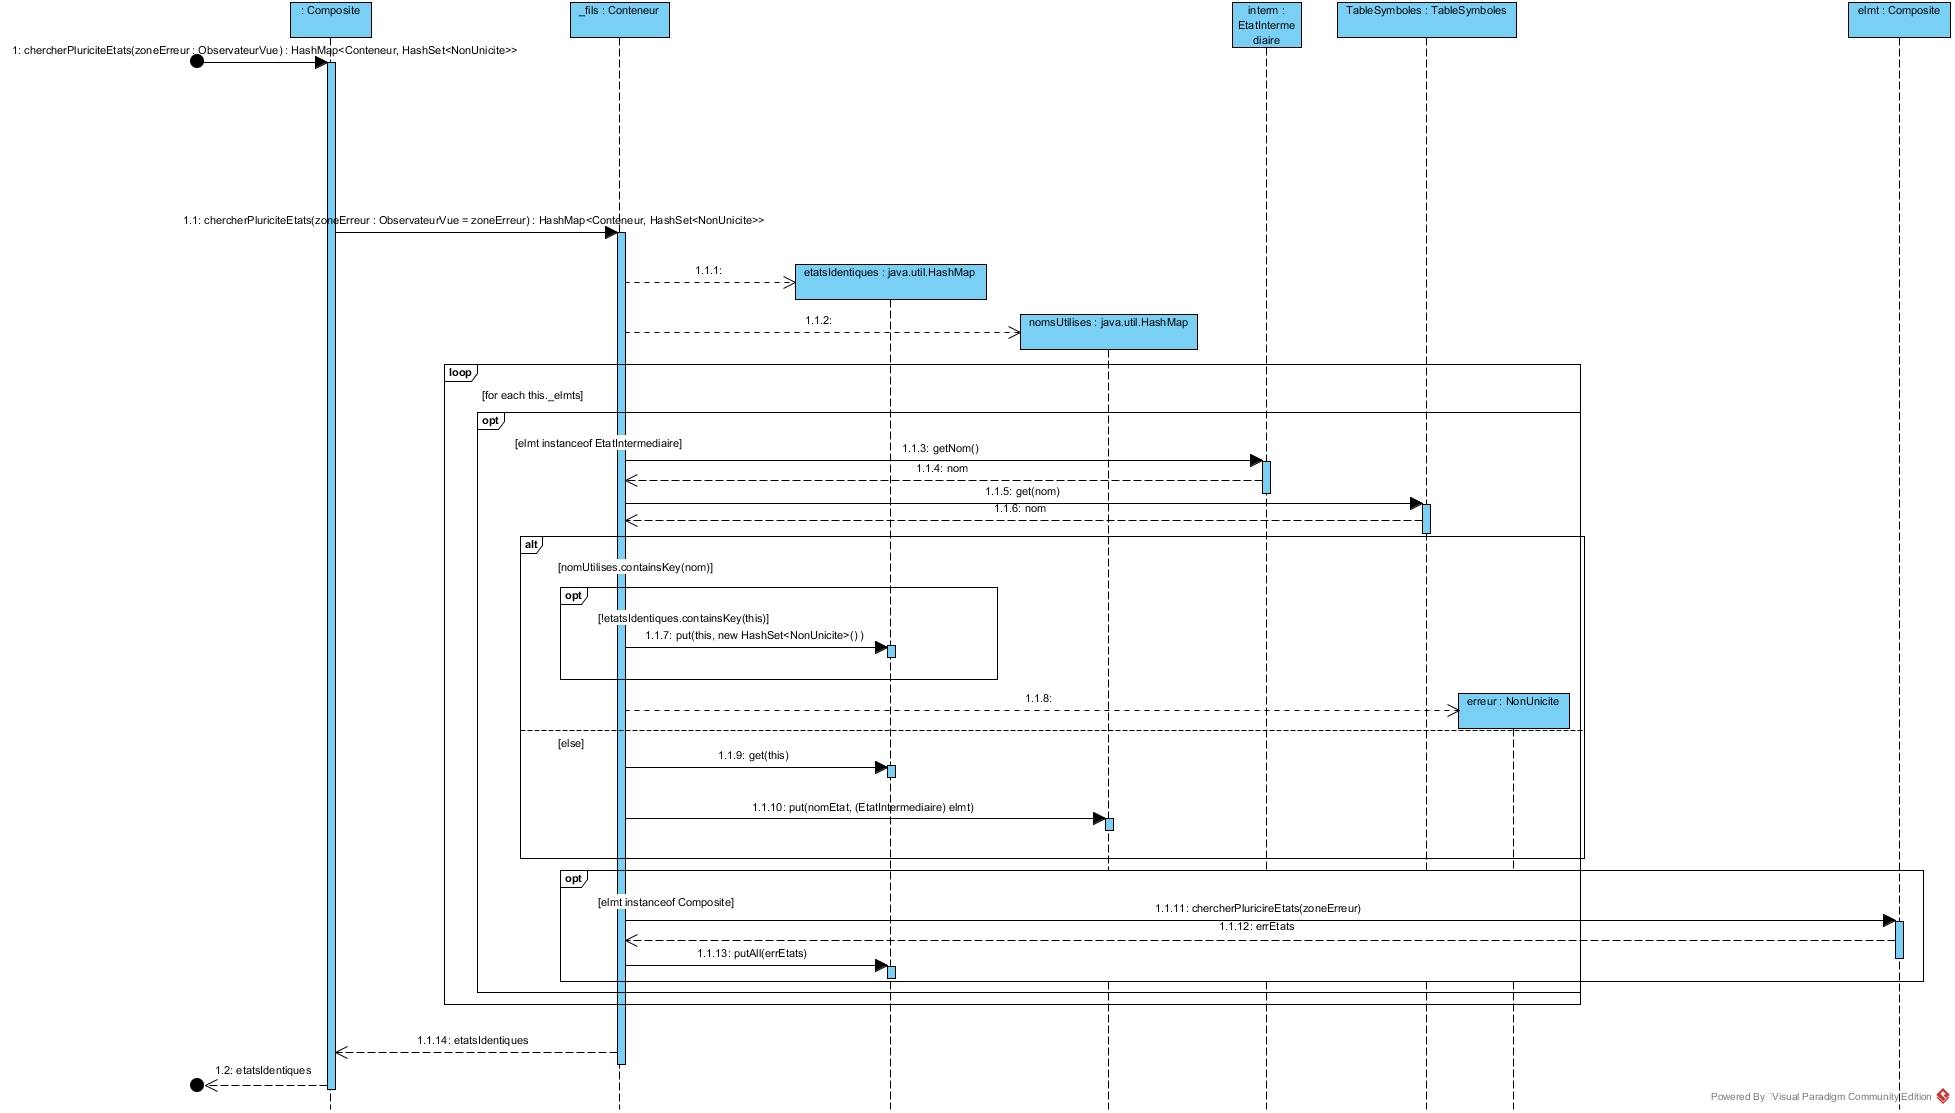 : Composite
_fils : Conteneur
interm :
EtatInterme
diaire
TableSymboles : TableSymboles
elmt : Composite
1: chercherPluriciteEtats(zoneErreur : ObservateurVue) : HashMap<Conteneur, HashSet<NonUnicite>>
1.1: chercherPluriciteEtats(zoneErreur : ObservateurVue = zoneErreur) : HashMap<Conteneur, HashSet<NonUnicite>>
1.1.1:
etatsIdentiques : java.util.HashMap
1.1.2:
nomsUtilises : java.util.HashMap
loop
[for each this._elmts]
opt
[elmt instanceof EtatIntermediaire]
1.1.3: getNom()
1.1.4: nom
1.1.5: get(nom)
1.1.6: nom
alt
[nomUtilises.containsKey(nom)]
opt
[!etatsIdentiques.containsKey(this)]
1.1.7: put(this, new HashSet<NonUnicite>() )
1.1.8:
erreur : NonUnicite
[else]
1.1.9: get(this)
1.1.10: put(nomEtat, (EtatIntermediaire) elmt)
opt
[elmt instanceof Composite]
1.1.11: chercherPluricireEtats(zoneErreur)
1.1.12: errEtats
1.1.13: putAll(errEtats)
1.1.14: etatsIdentiques
1.2: etatsIdentiques
Powered By Visual Paradigm Community Edition